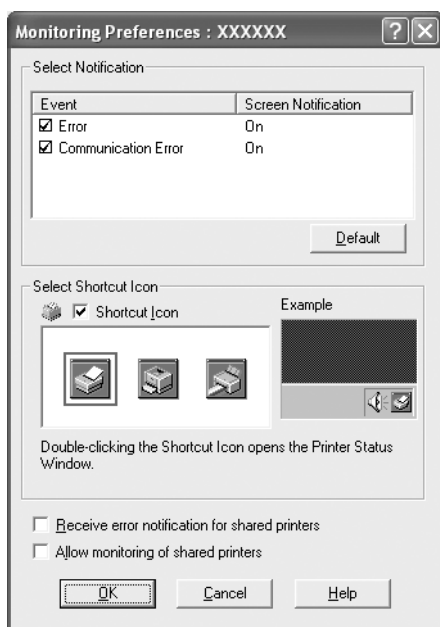 Monitoring Preferences : XXXXXX
Select Notification
Event Screen Notification
Error On
Communication Error On
Default
Select Shortcut Icon
Shortcut Icon
Example
Double-clicking the Shortcut Icon opens the Printer Status
Window.
Receive error notification for shared printers
Allow monitoring of shared printers
OK Cancel Help